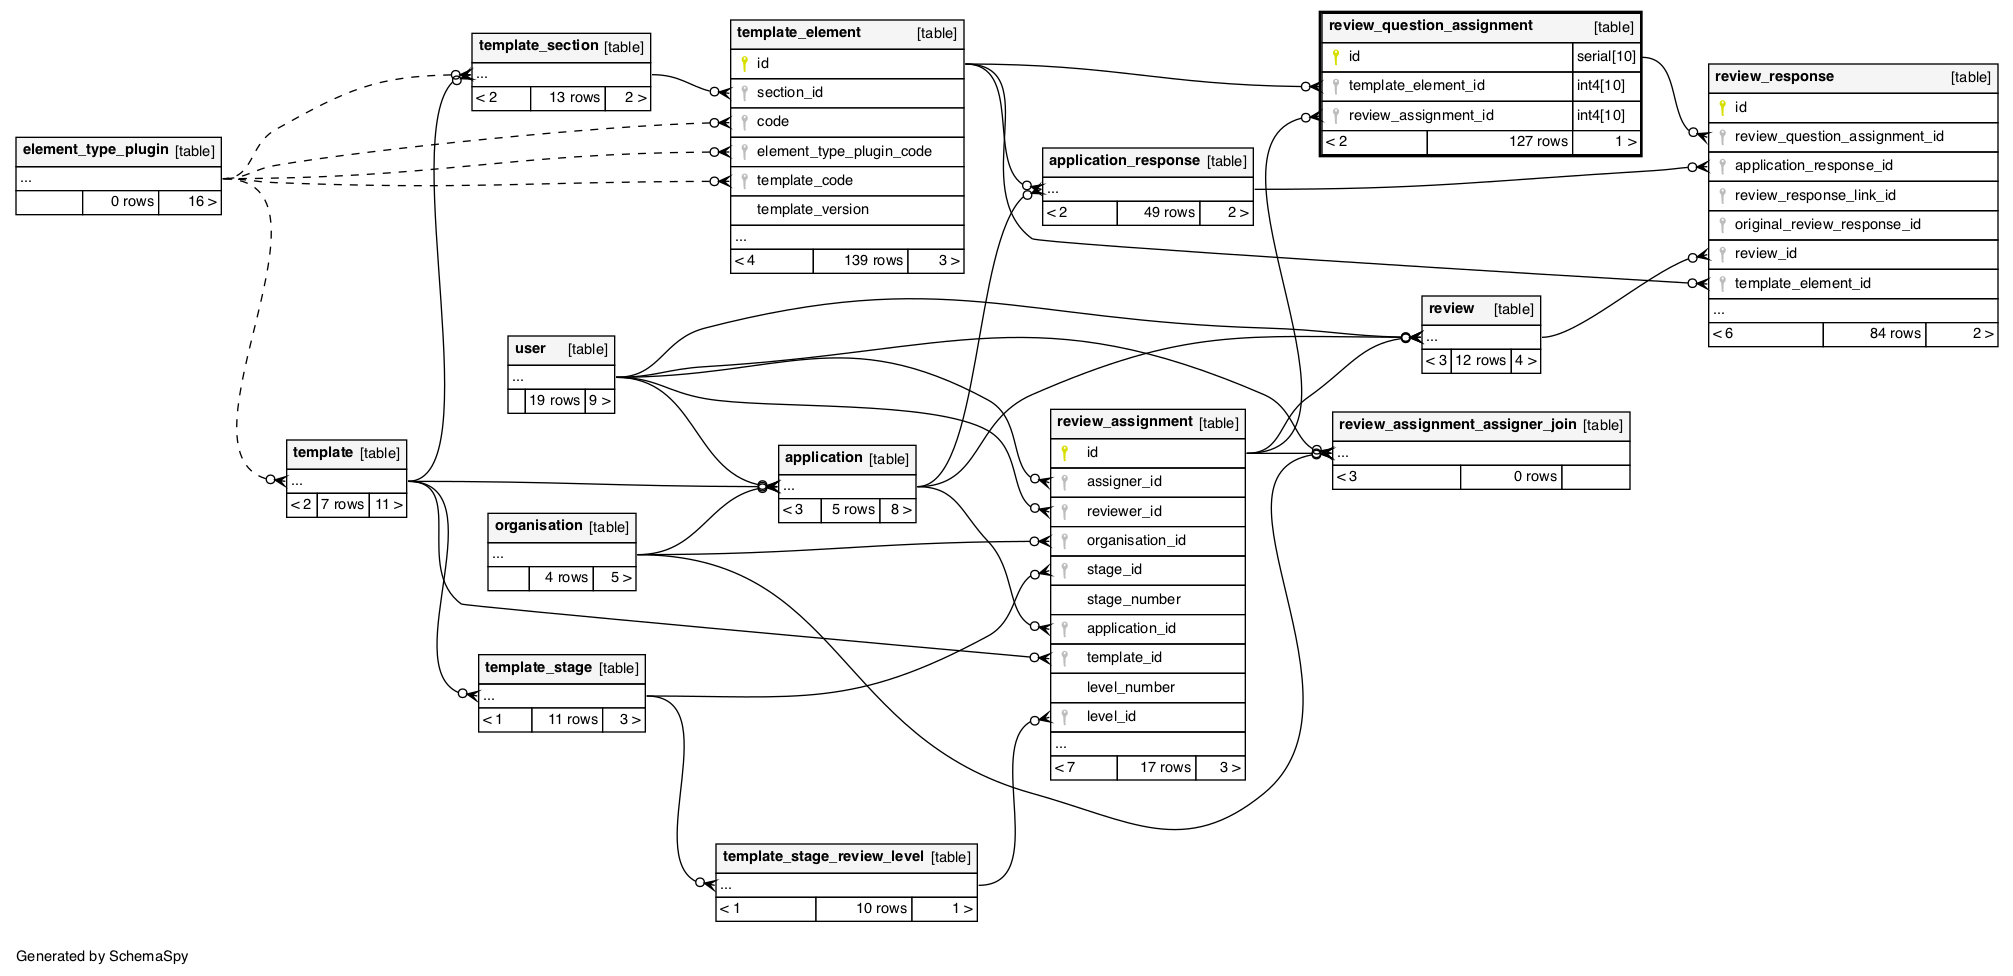 template_section [table]
...
< 2 13 rows 2 >
template_element [table]
id
section_id
code
element_type_plugin_code
template_code
template_version
...
< 4 139 rows 3 >
review_question_assignment [table]
id serial[10]
template_element_id int4[10]
review_assignment_id int4[10]
< 2 127 rows 1 >
review_response [table]
id
review_question_assignment_id
application_response_id
review_response_link_id
original_review_response_id
review_id
template_element_id
...
< 6 84 rows 2 >
element_type_plugin [table]
...
0 rows 16 >
application_response [table]
...
< 2 49 rows 2 >
review [table]
...
< 3 12 rows 4 >
user [table]
...
19 rows 9 >
review_assignment [table]
id
assigner_id
reviewer_id
organisation_id
stage_id
stage_number
application_id
template_id
level_number
level_id
...
< 7 17 rows 3 >
review_assignment_assigner_join [table]
...
< 3 0 rows
template [table]
...
< 2 7 rows 11 >
application [table]
...
< 3 5 rows 8 >
organisation [table]
...
4 rows 5 >
template_stage [table]
...
< 1 11 rows 3 >
template_stage_review_level [table]
...
< 1 10 rows 1 >
Generated by SchemaSpy